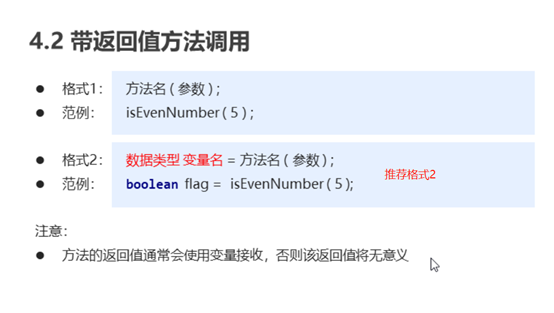 4.2 带返回值方法调用
● 格式1： 方法名 ( 参数 ) ;
● 范例： isEvenNumber ( 5 ) ;
● 格式2： 数据类型 变量名 = 方法名 ( 参数 ) ;
● 范例： boolean flag = isEvenNumber ( 5 );
推荐格式2
注意：
● 方法的返回值通常会使用变量接收，否则该返回值将无意义